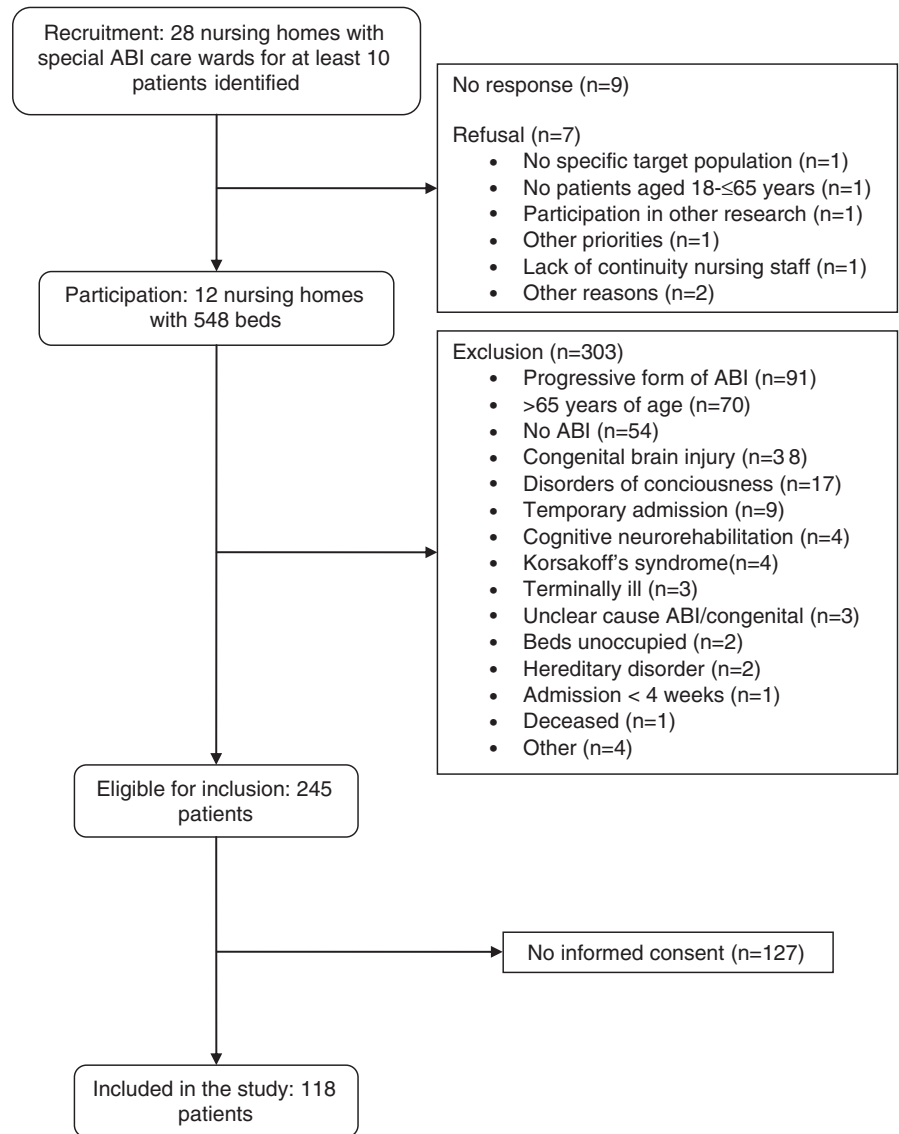 Recruitment: 28 nursing homes with
special ABI care wards for at least 10
patients identified
No response (n=9)
Refusal (n=7)
• No specific target population (n=1)
• No patients aged 18-≤65 years (n=1)
• Participation in other research (n=1)
• Other priorities (n=1)
• Lack of continuity nursing staff (n=1)
• Other reasons (n=2)
Participation: 12 nursing homes
with 548 beds
Exclusion (n=303)
• Progressive form of ABI (n=91)
• >65 years of age (n=70)
• No ABI (n=54)
• Congenital brain injury (n=3 8)
• Disorders of conciousness (n=17)
• Temporary admission (n=9)
• Cognitive neurorehabilitation (n=4)
• Korsakoff's syndrome(n=4)
• Terminally ill (n=3)
• Unclear cause ABI/congenital (n=3)
• Beds unoccupied (n=2)
• Hereditary disorder (n=2)
• Admission < 4 weeks (n=1)
• Deceased (n=1)
• Other (n=4)
Eligible for inclusion: 245
patients
No informed consent (n=127)
Included in the study: 118
patients